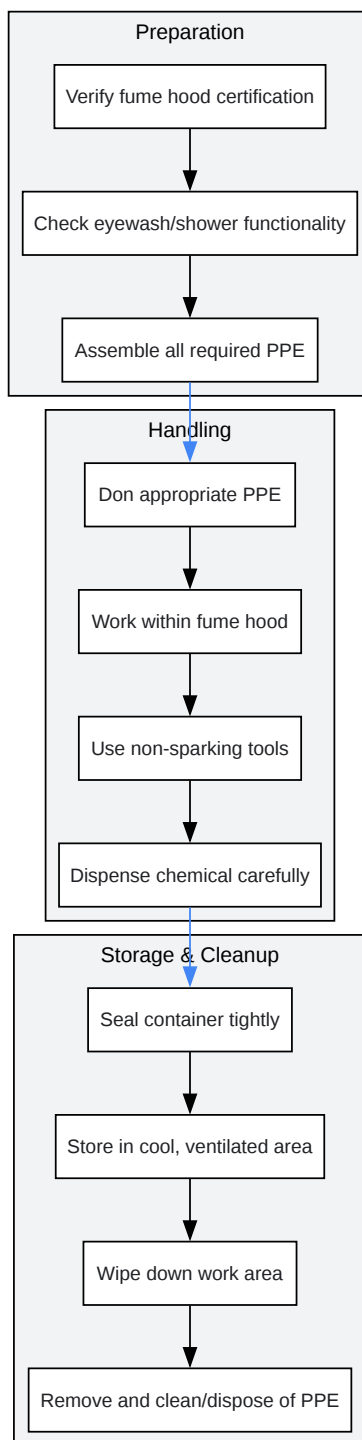 Preparation
Verify fume hood certification
Check eyewash/shower functionality
Assemble all required PPE
Handling
Don appropriate PPE
Work within fume hood
Use non-sparking tools
Dispense chemical carefully
Storage & Cleanup
Seal container tightly
Store in cool, ventilated area
Wipe down work area
Remove and clean/dispose of PPE